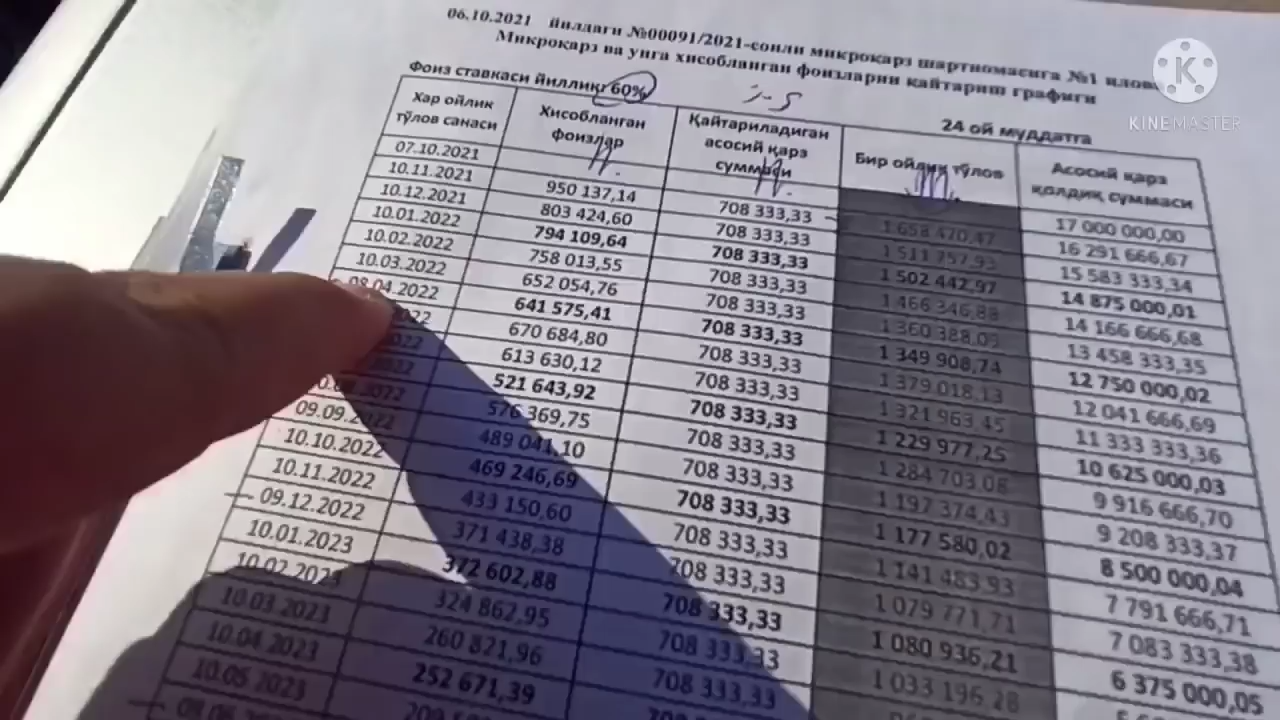 06.10.2021 йилдаги №00091/2021-сонли микроқарз шартномасига №1 илова
Микроқарз ва унга хисобланган фоизларни қайтариш графиги
Фоиз ставкаси йиллик 60%
24 ой муддатга
Хар ойлик тўлов санаси Хисобланган фоизлар Қайтариладиган асосий қарз суммаси Бир ойлик тўлов Асосий қарз қолдиқ суммаси
07.10.2021 17 000 000,00
10.11.2021 950 137,14 708 333,33 1 658 470,47 16 291 666,67
10.12.2021 803 424,60 708 333,33 1 511 757,93 15 583 333,34
10.01.2022 794 109,64 708 333,33 1 502 442,97 14 875 000,01
10.02.2022 758 013,55 708 333,33 1 466 346,88 14 166 666,68
10.03.2022 652 054,76 708 333,33 1 360 388,09 13 458 333,35
08.04.2022 641 575,41 708 333,33 1 349 908,74 12 750 000,02
670 684,80 708 333,33 1 379 018,13 12 041 666,69
613 630,12 708 333,33 1 321 963,45 11 333 333,36
521 643,92 708 333,33 1 229 977,25 10 625 000,03
576 369,75 708 333,33 1 284 703,08 9 916 666,70
09.09.2022 489 041,10 708 333,33 1 197 374,43 9 208 333,37
10.10.2022 469 246,69 708 333,33 1 177 580,02 8 500 000,04
10.11.2022 433 150,60 708 333,33 1 141 483,93 7 791 666,71
09.12.2022 371 438,38 708 333,33 1 079 771,71 7 083 333,38
10.01.2023 372 602,88 708 333,33 1 080 936,21 6 375 000,05
10.02.2023 324 862,95 708 333,33 1 033 196,28
10.03.2023 260 821,96 708 333,33
10.04.2023 252 671,39
10.05.2023
KINEMASTER